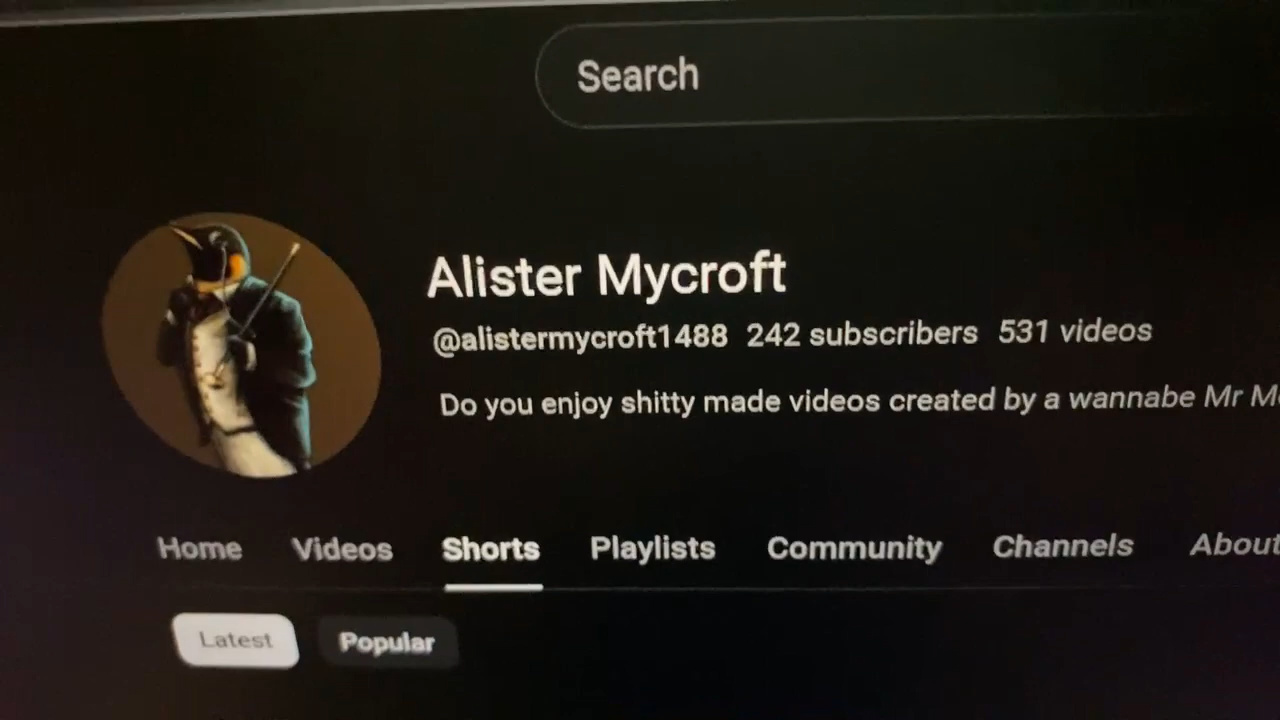 Search
Alister Mycroft
@alistermycroft1488 242 subscribers 531 videos
Do you enjoy shitty made videos created by a wannabe Mr
Home Videos Shorts Playlists Community Channels About
Latest Popular